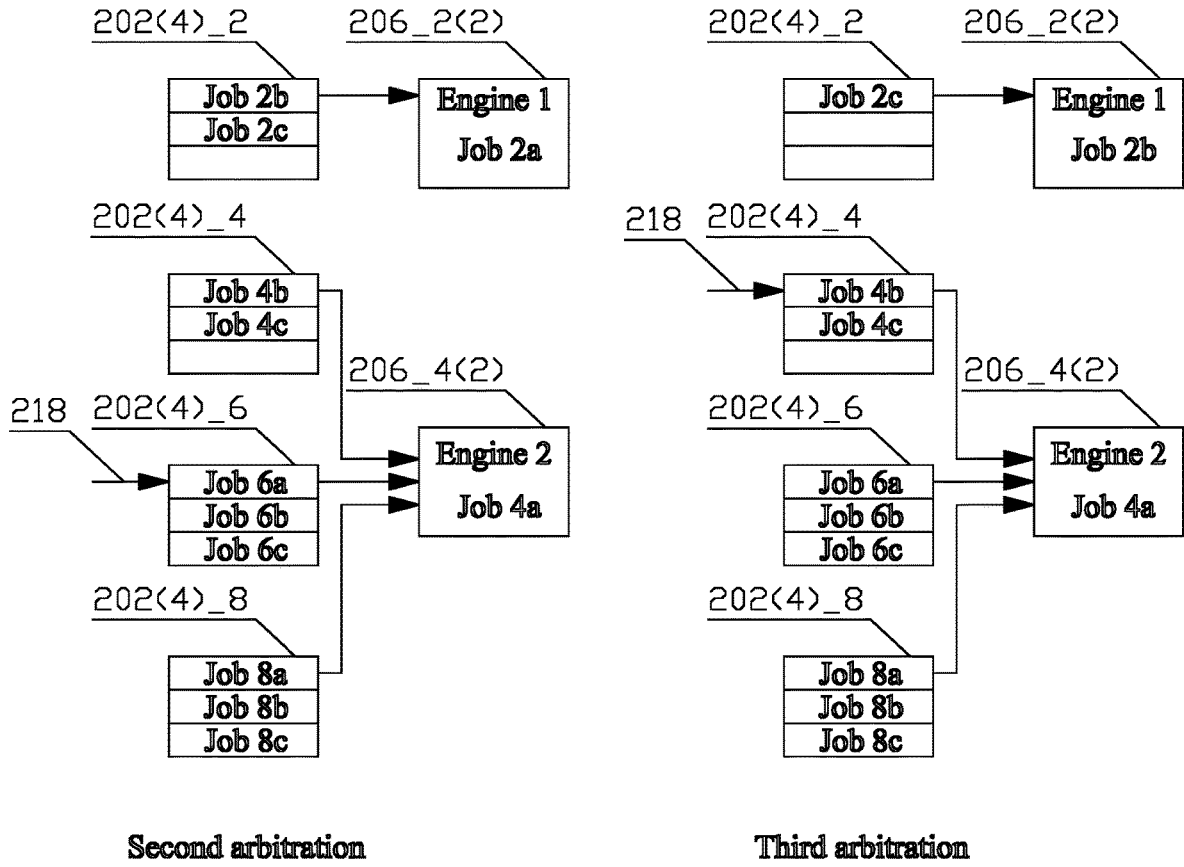 202(4)_2
206_2(2)
Job 2b
Job 2c
Engine 1
Job 2a
202(4)_4
Job 4b
Job 4c
206_4(2)
218
202(4)_6
Job 6a
Job 6b
Job 6c
Engine 2
Job 4a
202(4)_8
Job 8a
Job 8b
Job 8c
Second arbitration
202(4)_2
206_2(2)
Job 2c
Engine 1
Job 2b
218
202(4)_4
Job 4b
Job 4c
206_4(2)
202(4)_6
Job 6a
Job 6b
Job 6c
Engine 2
Job 4a
202(4)_8
Job 8a
Job 8b
Job 8c
Third arbitration